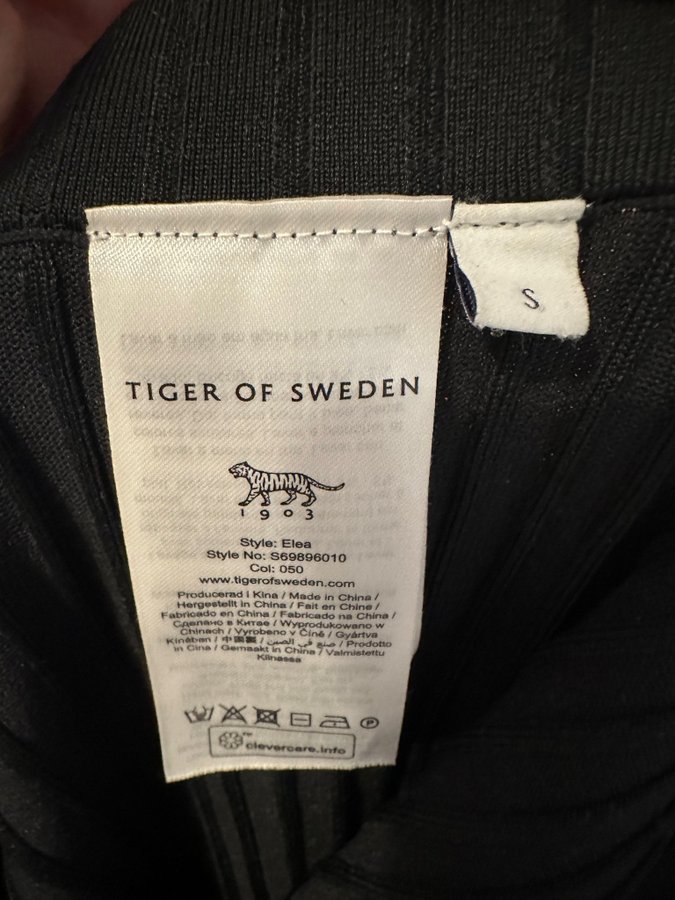 S
TIGER OF SWEDEN
1903
Style: Elea
Style No: S69896010
Col: 050
www.tigerofsweden.com
Producerad i Kina / Made in China /
Hergestellt in China / Fait en Chine /
Fabricado en China / Fabricado na China /
Сделано в Китае / Wyprodukowano w
Chinach / Vyrobeno v Číně / Gyártva
Kínában / 中国製 / صنع في الصين / Prodotto
in Cina / Gemaakt in China / Valmistettu
Kiinassa
P
clevercare.info